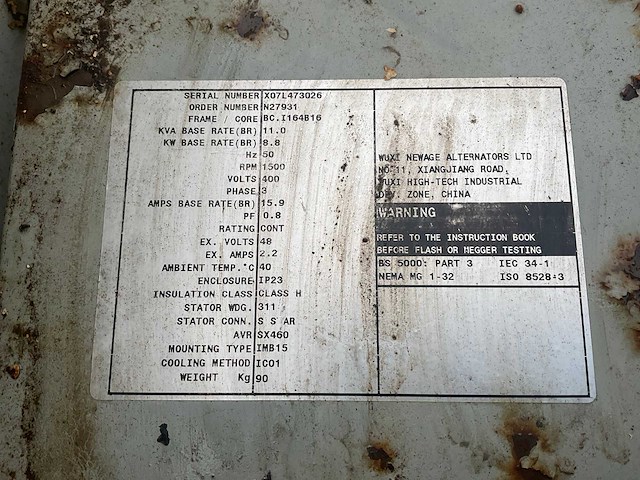 SERIAL NUMBER X07L473026
ORDER NUMBER N27931
FRAME / CORE BC.I164B16
KVA BASE RATE(BR) 11.0
KW BASE RATE(BR) 8.8
Hz 50
RPM 1500
VOLTS 400
PHASE 3
AMPS BASE RATE(BR) 15.9
PF 0.8
RATING CONT
EX. VOLTS 48
EX. AMPS 2.2
AMBIENT TEMP.°C 40
ENCLOSURE IP23
INSULATION CLASS CLASS H
STATOR WDG. 311
STATOR CONN. S S AR
AVR SX460
MOUNTING TYPE IMB15
COOLING METHOD IC01
WEIGHT Kg 90
WUXI NEWAGE ALTERNATORS LTD
NO 11, XIANGJIANG ROAD,
WUXI HIGH-TECH INDUSTRIAL
DEV. ZONE, CHINA
WARNING
REFER TO THE INSTRUCTION BOOK
BEFORE FLASH OR MEGGER TESTING
BS 5000: PART 3 IEC 34-1
NEMA MG 1-32 ISO 8528:3